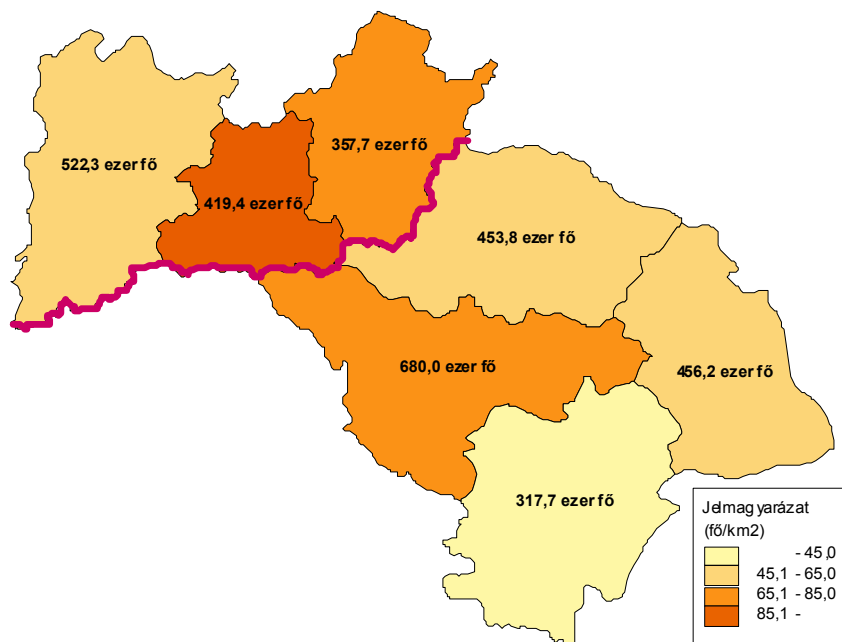 357,7 ezer fő
522,3 ezer fő
419,4 ezer fő
453,8 ezer fő
680,0 ezer fő
456,2 ezer fő
317,7 ezer fő
Jelmagyarázat
(fő/km2)
- 45,0
45,1 - 65,0
65,1 - 85,0
85,1 -